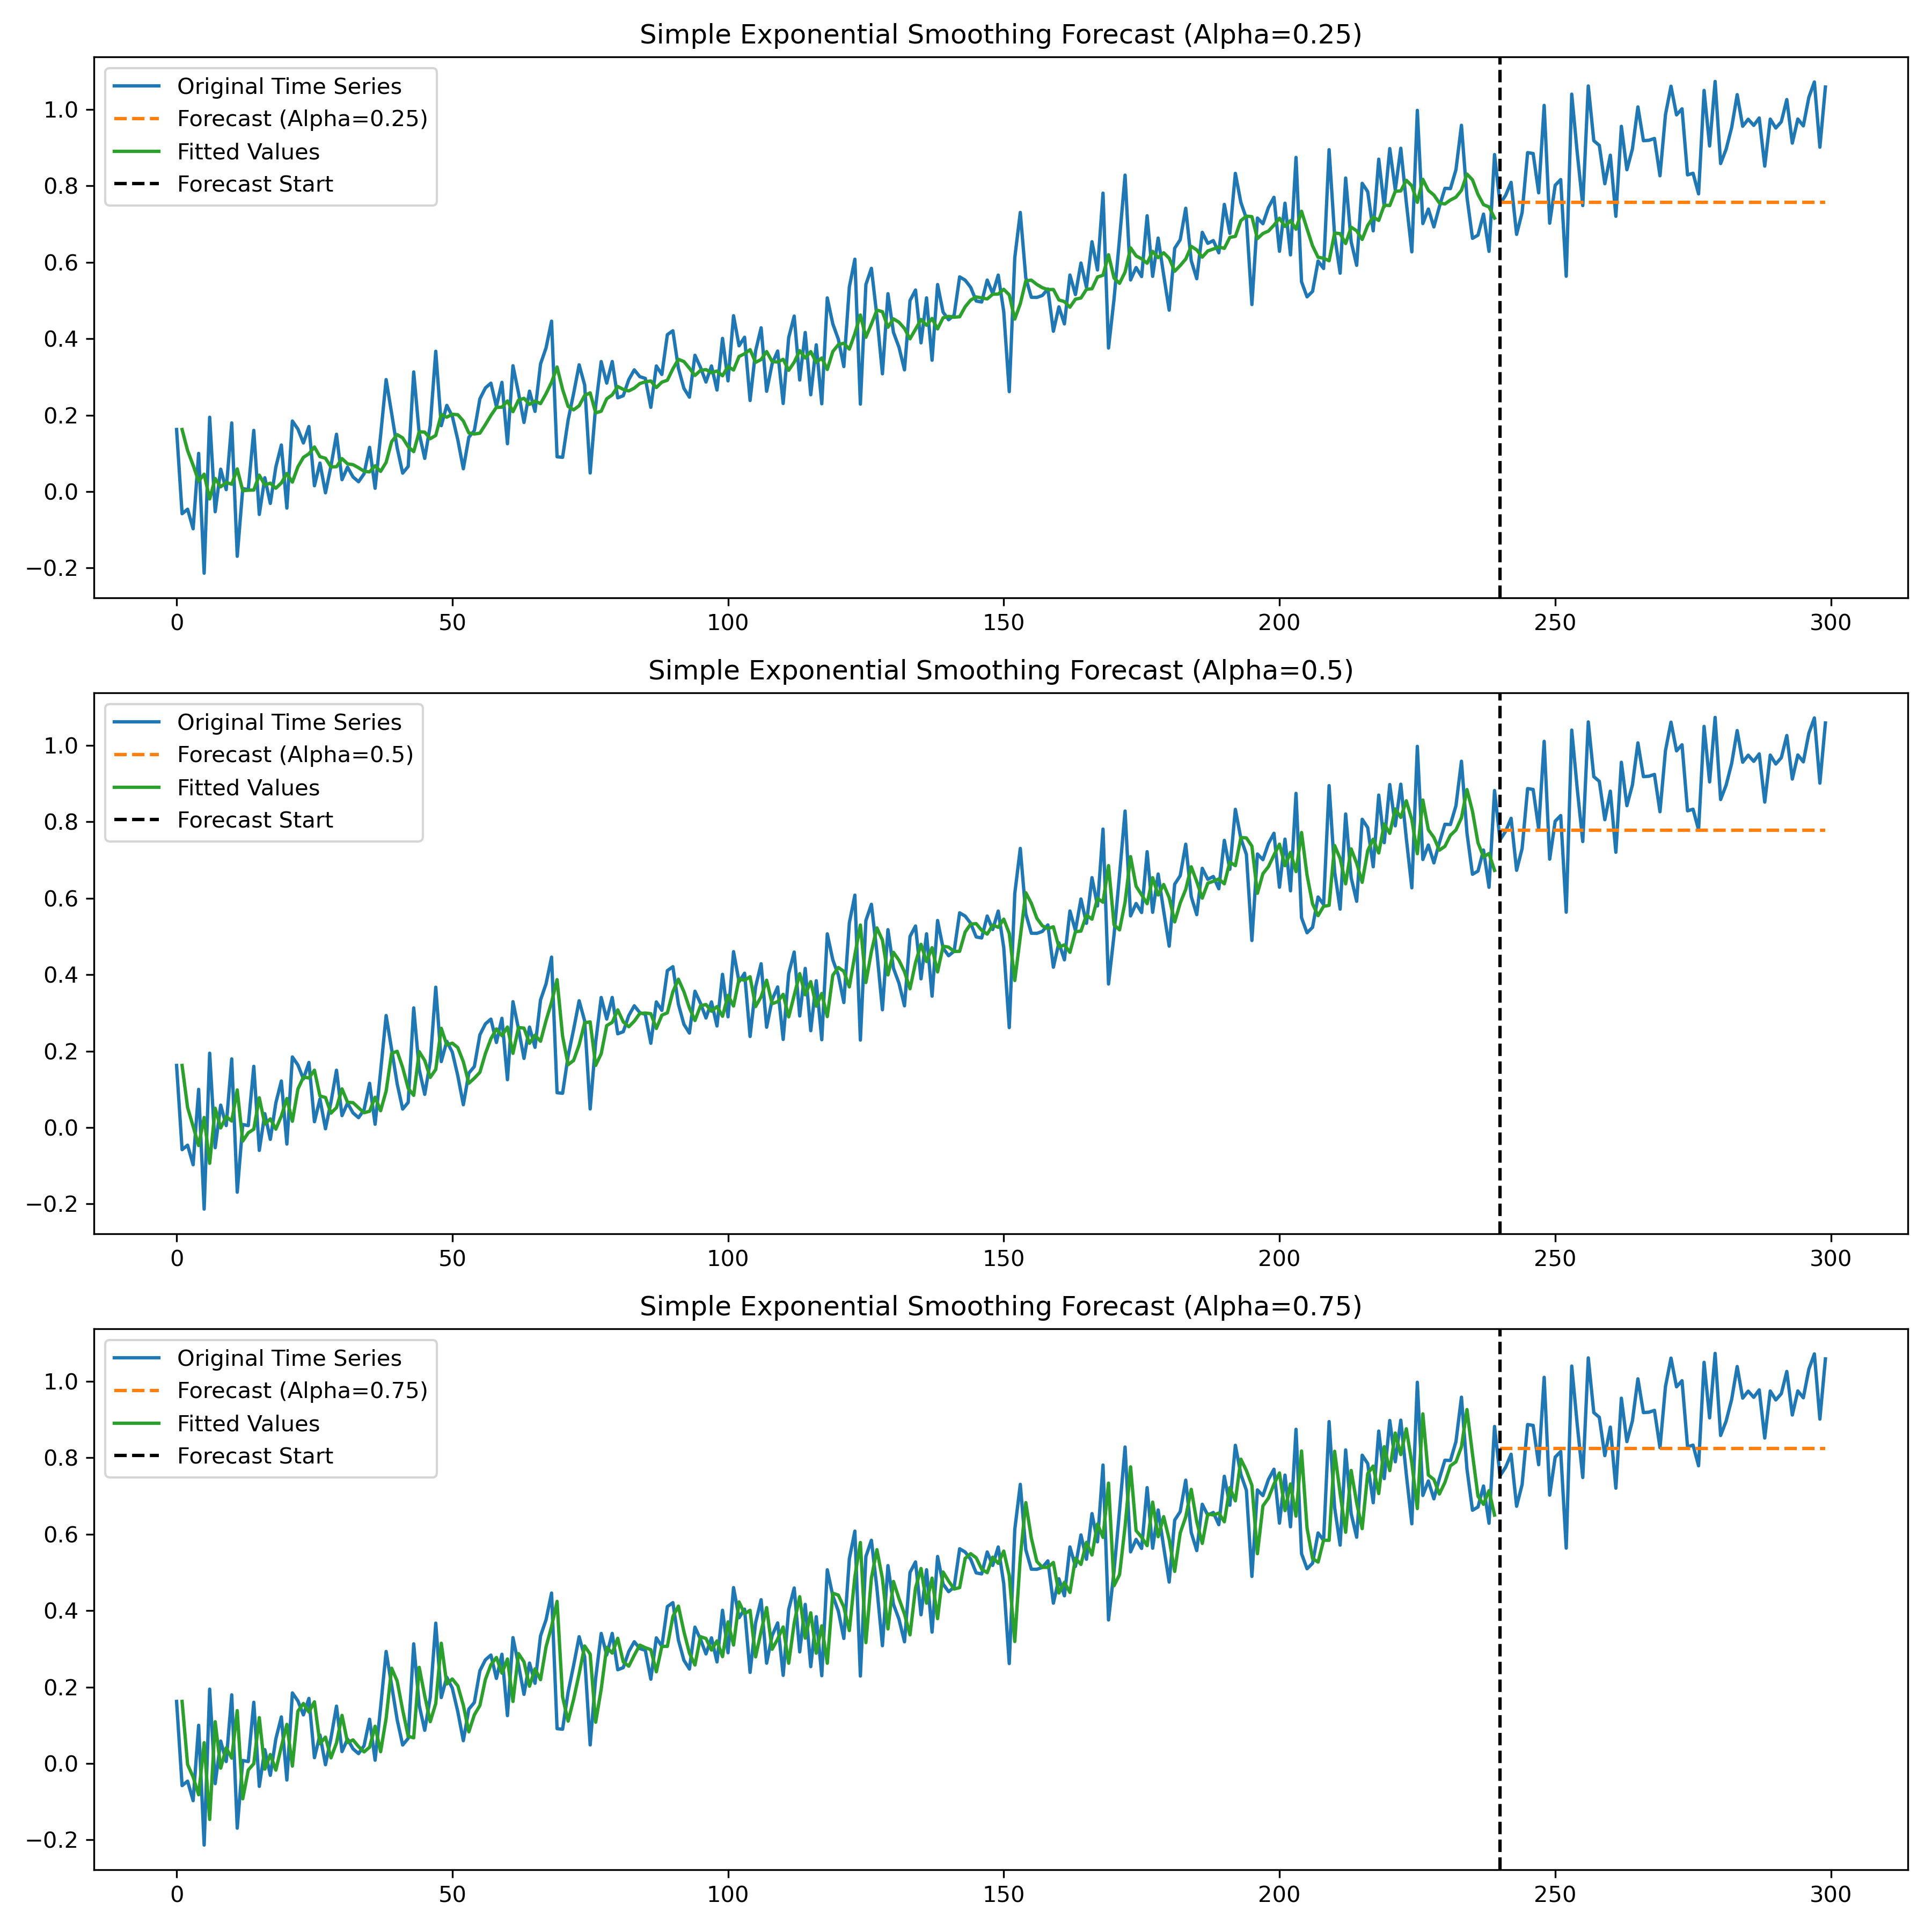 Simple Exponential Smoothing Forecast (Alpha=0.25)
Original Time Series
Forecast (Alpha=0.25)
Fitted Values
Forecast Start
1.0
0.8
0.6
0.4
0.2
0.0
−0.2
0 50 100 150 200 250 300
Simple Exponential Smoothing Forecast (Alpha=0.5)
Original Time Series
Forecast (Alpha=0.5)
Fitted Values
Forecast Start
1.0
0.8
0.6
0.4
0.2
0.0
−0.2
0 50 100 150 200 250 300
Simple Exponential Smoothing Forecast (Alpha=0.75)
Original Time Series
Forecast (Alpha=0.75)
Fitted Values
Forecast Start
1.0
0.8
0.6
0.4
0.2
0.0
−0.2
0 50 100 150 200 250 300